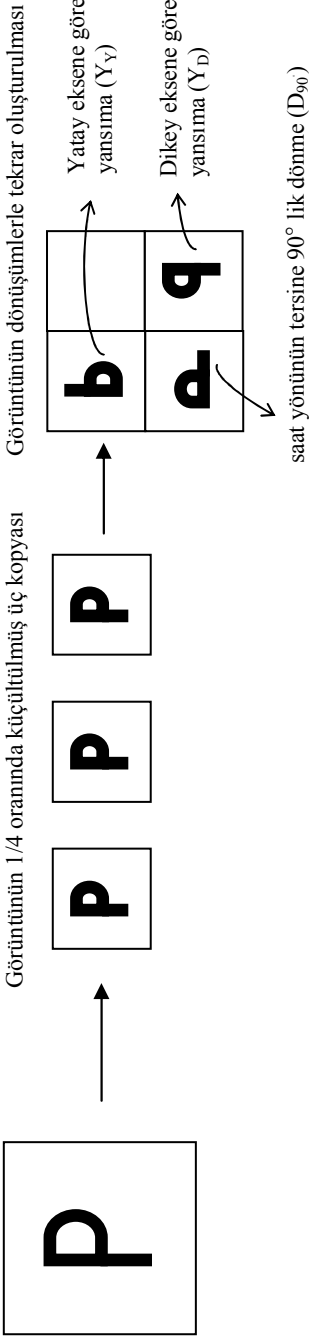 Görüntünün 1/4 oranında küçültülmüş üç kopyası
Görüntünün dönüşümlerle tekrar oluşturulması
P
P
P
P
b
Yatay eksene göre
yansıma (Y_Y)
P
P
Dikey eksene göre
yansıma (Y_D)
saat yönünün tersine 90° lik dönme (D_90)